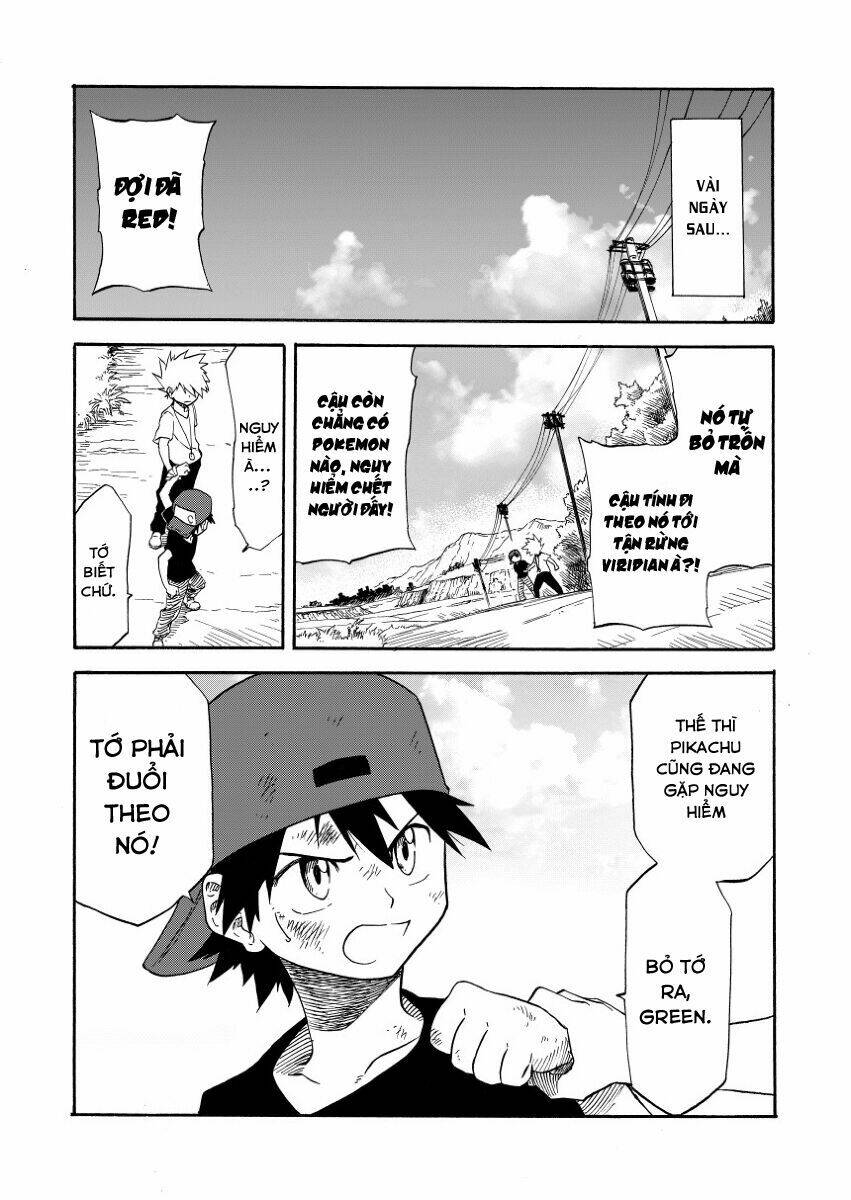 VÀI
NGÀY
SAU...
ĐỢI ĐÃ
RED!
NÓ TỰ
BỎ TRỐN
MÀ
CẬU TÍNH ĐI
THEO NÓ TỚI
TẬN RỪNG
VIRIDIAN À?!
CẬU CÒN
CHẲNG CÓ
POKEMON
NÀO, NGUY
HIỂM CHẾT
NGƯỜI ĐẤY!
NGUY
HIỂM
À...
..?
TỚ
BIẾT
CHỨ.
THẾ THÌ
PIKACHU
CŨNG ĐANG
GẶP NGUY
HIỂM
BỎ TỚ
RA,
GREEN.
TỚ PHẢI
ĐUỔI
THEO
NÓ!